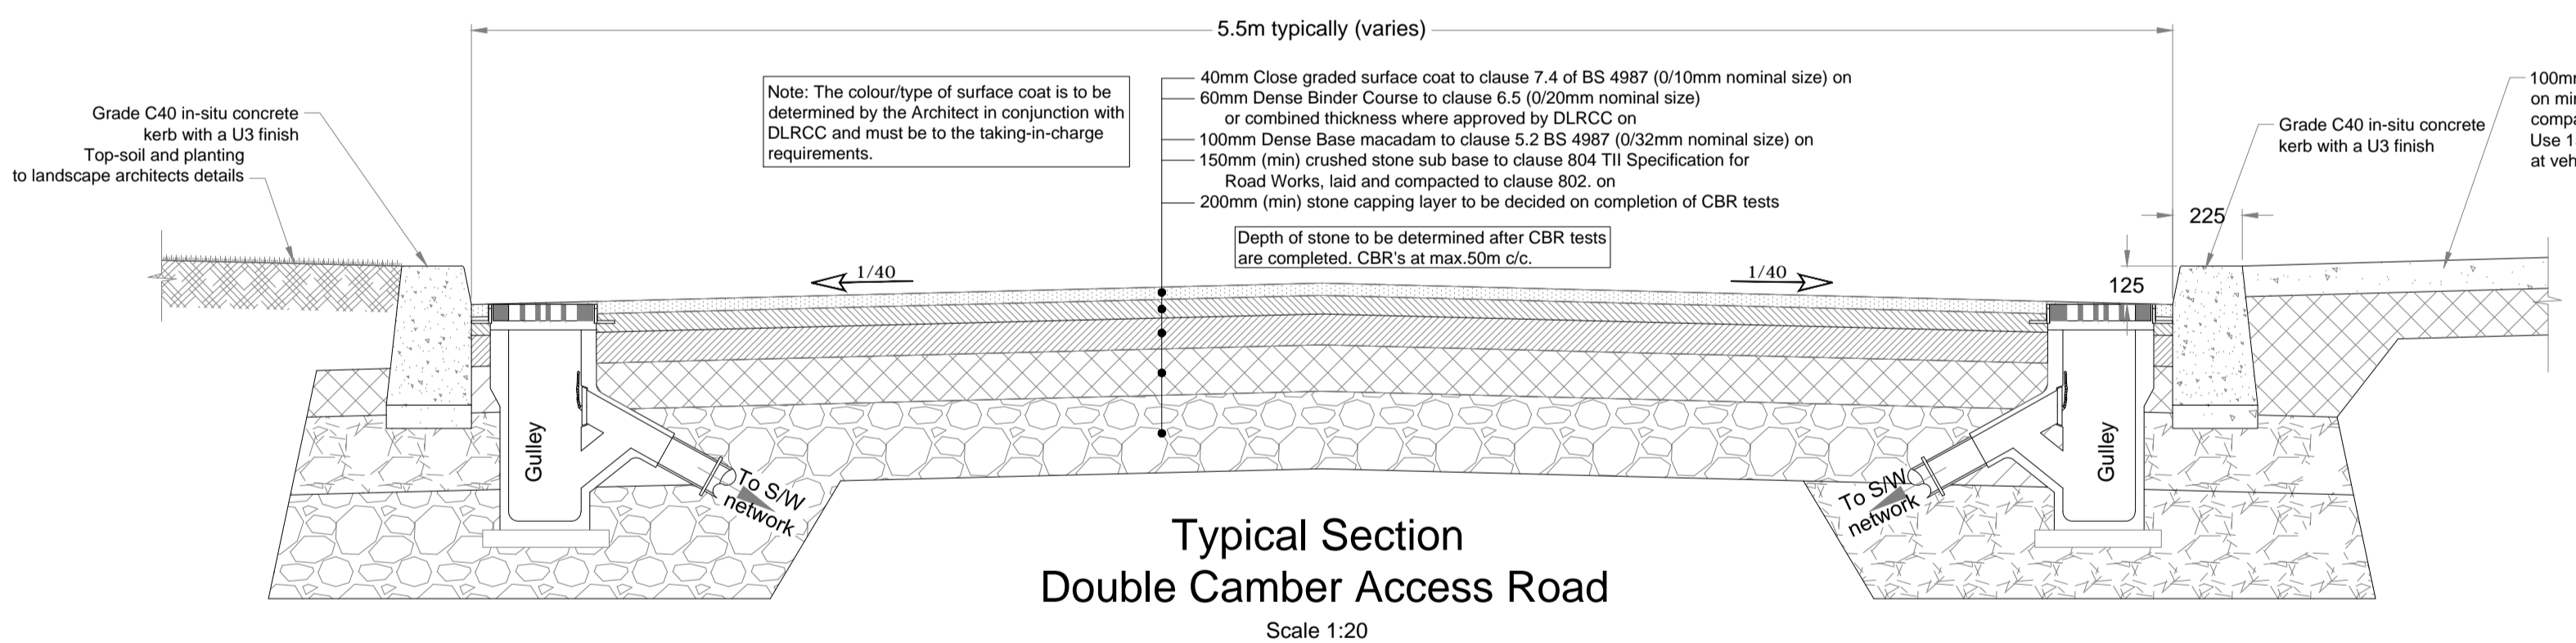 5.5m typically (varies)
Grade C40 in-situ concrete
kerb with a U3 finish
Top-soil and planting
to landscape architects details
Note: The colour/type of surface coat is to be
determined by the Architect in conjunction with
DLRCC and must be to the taking-in-charge
requirements.
40mm Close graded surface coat to clause 7.4 of BS 4987 (0/10mm nominal size) on
60mm Dense Binder Course to clause 6.5 (0/20mm nominal size)
or combined thickness where approved by DLRCC on
100mm Dense Base macadam to clause 5.2 BS 4987 (0/32mm nominal size) on
150mm (min) crushed stone sub base to clause 804 TII Specification for
Road Works, laid and compacted to clause 802. on
200mm (min) stone capping layer to be decided on completion of CBR tests
Depth of stone to be determined after CBR tests
are completed. CBR's at max.50m c/c.
Grade C40 in-situ concrete
kerb with a U3 finish
on
Use
at
225
125
1/40
1/40
Gulley
To S/W
network
To S/W
network
Gulley
Typical Section
Double Camber Access Road
Scale 1:20